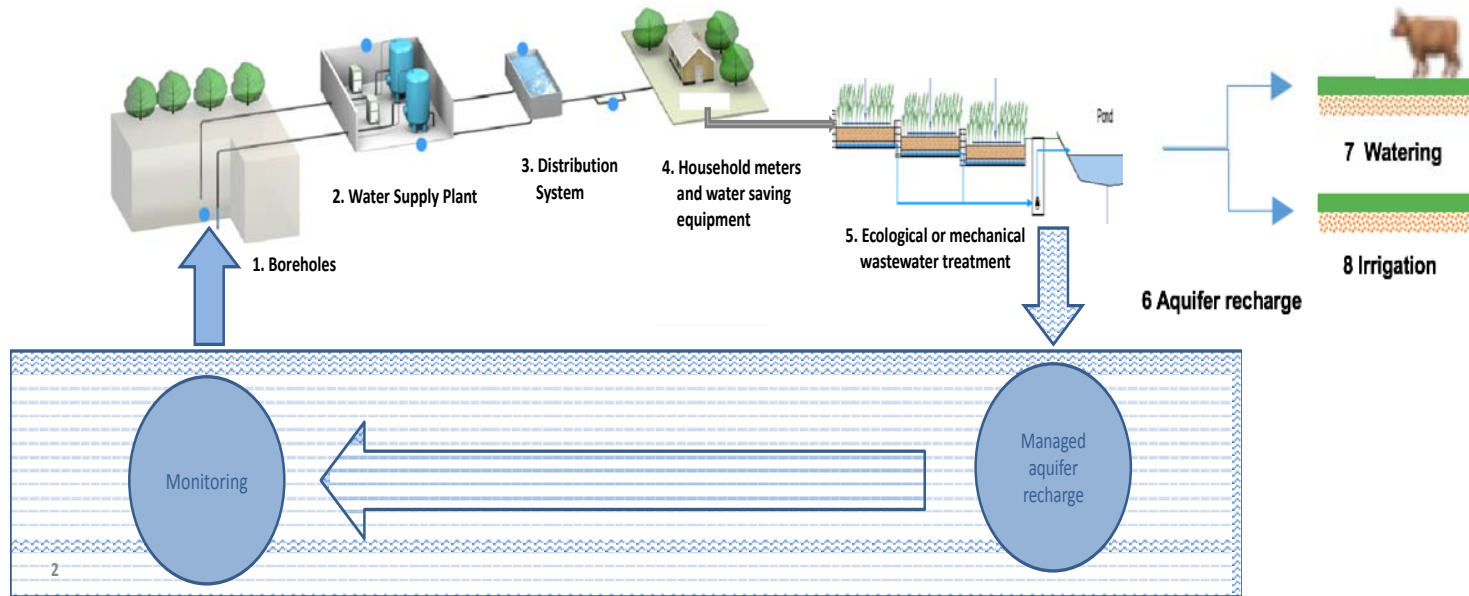 1. Boreholes
2. Water Supply Plant
3. Distribution
System
4. Household meters
and water saving
equipment
5. Ecological or mechanical
wastewater treatment
Pond
6 Aquifer recharge
7 Watering
8 Irrigation
Monitoring
Managed
aquifer
recharge
2